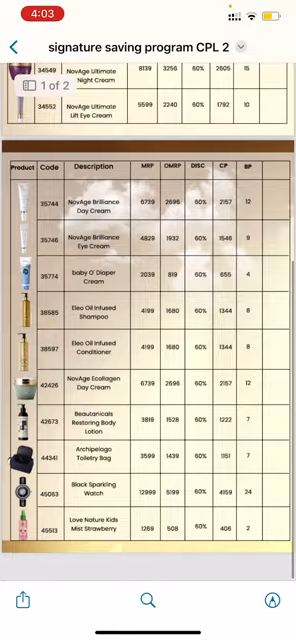 4:03
signature saving program CPL 2
34549 NovAge Ultimate Night Cream 8139 3256 60% 2605 15
1 of 2
34552 NovAge Ultimate Lift Eye Cream 5599 2240 60% 1792 10
Product Code Description MRP OMRP DISC CP BP
35744 NovAge Brilliance Day Cream 6739 2696 60% 2157 12
35746 NovAge Brilliance Eye Cream 4829 1932 60% 1546 9
35774 baby O' Diaper Cream 2039 819 60% 655 4
38585 Eleo Oil Infused Shampoo 4199 1680 60% 1344 8
38597 Eleo Oil Infused Conditioner 4199 1680 60% 1344 8
42426 NovAge Ecollagen Day Cream 6739 2696 60% 2157 12
42673 Beautanicals Restoring Body Lotion 3819 1528 60% 1222 7
44341 Archipelago Toiletry Bag 3599 1439 60% 1151 7
45063 Black Sparkling Watch 12999 5199 60% 4159 24
45513 Love Nature Kids Mist Strawberry 1269 508 60% 406 2